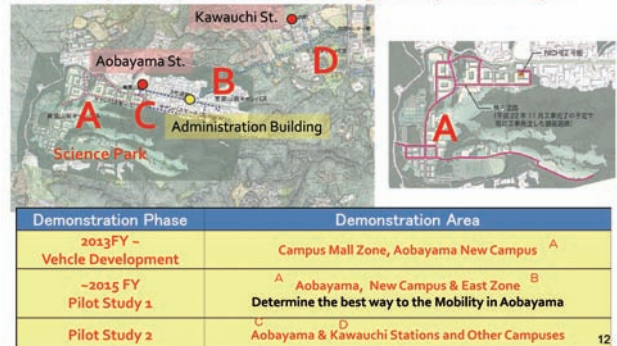 Kawauchi St.
Aobayama St.
D
B
A
C
Administration Building
Science Park
A
Demonstration Phase
Demonstration Area
2013FY ~
Vehcle Development
Campus Mall Zone, Aobayama New Campus A
~2015 FY
Pilot Study 1
A Aobayama, New Campus & East Zone B
Determine the best way to the Mobility in Aobayama
Pilot Study 2
C D
Aobayama & Kawauchi Stations and Other Campuses
12